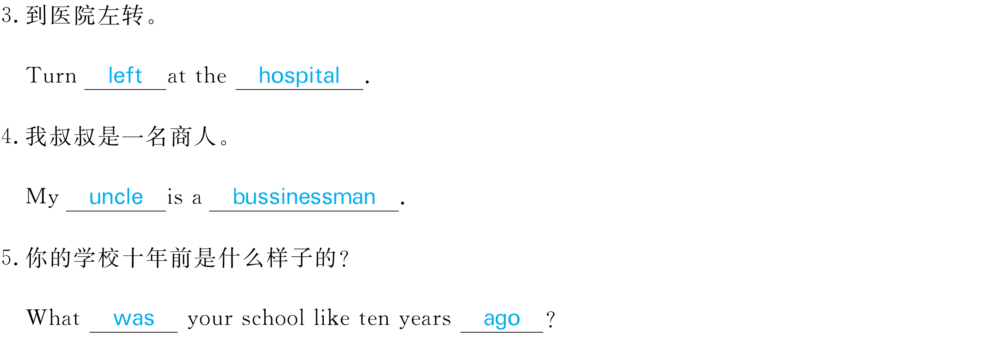 3. 到医院左转。
Turn left at the hospital.
4. 我叔叔是一名商人。
My uncle is a bussinessman.
5. 你的学校十年前是什么样子的?
What was your school like ten years ago?